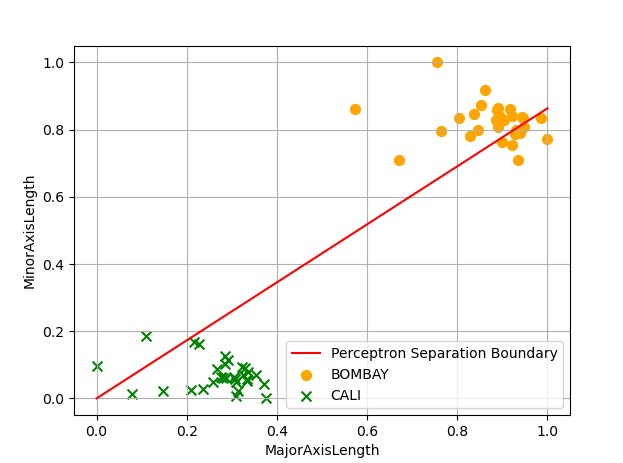 1.0
0.8
0.6
0.4
0.2
0.0
MinorAxisLength
Perceptron Separation Boundary
BOMBAY
CALI
0.0 0.2 0.4 0.6 0.8 1.0
MajorAxisLength